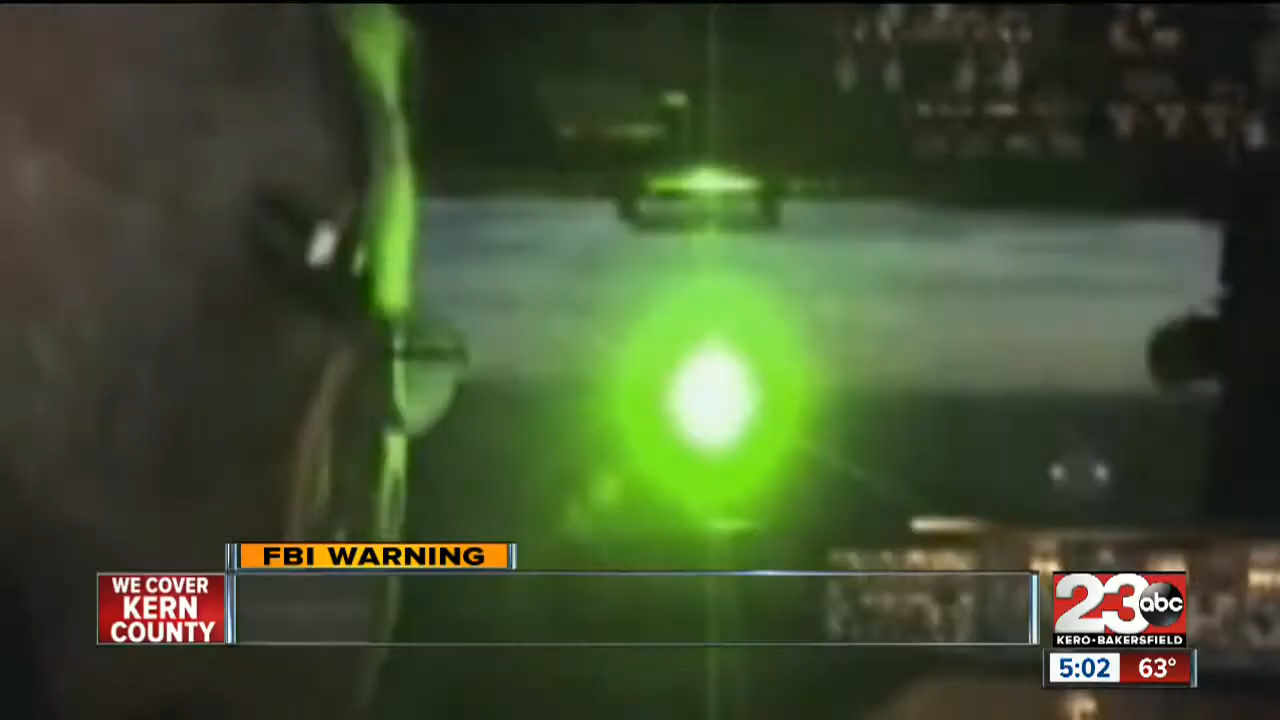 FBI WARNING
WE COVER
KERN
COUNTY
23 abc
KERO-BAKERSFIELD
5:02 63°